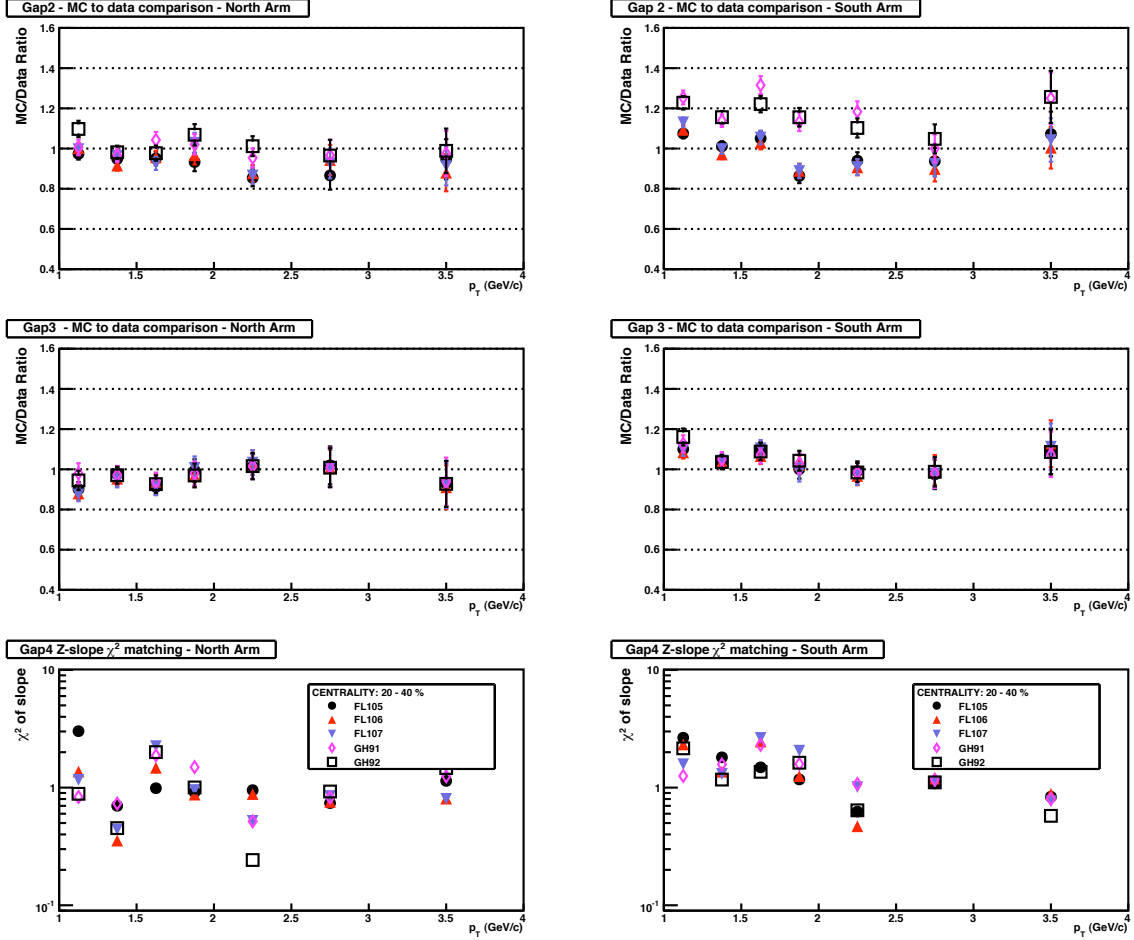 Gap2 - MC to data comparison - North Arm
MC/Data Ratio
1.6
1.4
1.2
1
0.8
0.6
0.4
1 1.5 2 2.5 3 3.5 4
p_T (GeV/c)
Gap 2 - MC to data comparison - South Arm
MC/Data Ratio
1.6
1.4
1.2
1
0.8
0.6
0.4
1 1.5 2 2.5 3 3.5 4
p_T (GeV/c)
Gap3 - MC to data comparison - North Arm
MC/Data Ratio
1.6
1.4
1.2
1
0.8
0.6
0.4
1 1.5 2 2.5 3 3.5 4
p_T (GeV/c)
Gap 3 - MC to data comparison - South Arm
MC/Data Ratio
1.6
1.4
1.2
1
0.8
0.6
0.4
1 1.5 2 2.5 3 3.5 4
p_T (GeV/c)
Gap4 Z-slope χ² matching - North Arm
χ² of slope
10
1
10⁻¹
CENTRALITY: 20 - 40 %
FL105
FL106
FL107
GH91
GH92
1 1.5 2 2.5 3 3.5 4
p_T (GeV/c)
Gap4 Z-slope χ² matching - South Arm
χ² of slope
10
1
10⁻¹
CENTRALITY: 20 - 40 %
FL105
FL106
FL107
GH91
GH92
1 1.5 2 2.5 3 3.5 4
p_T (GeV/c)